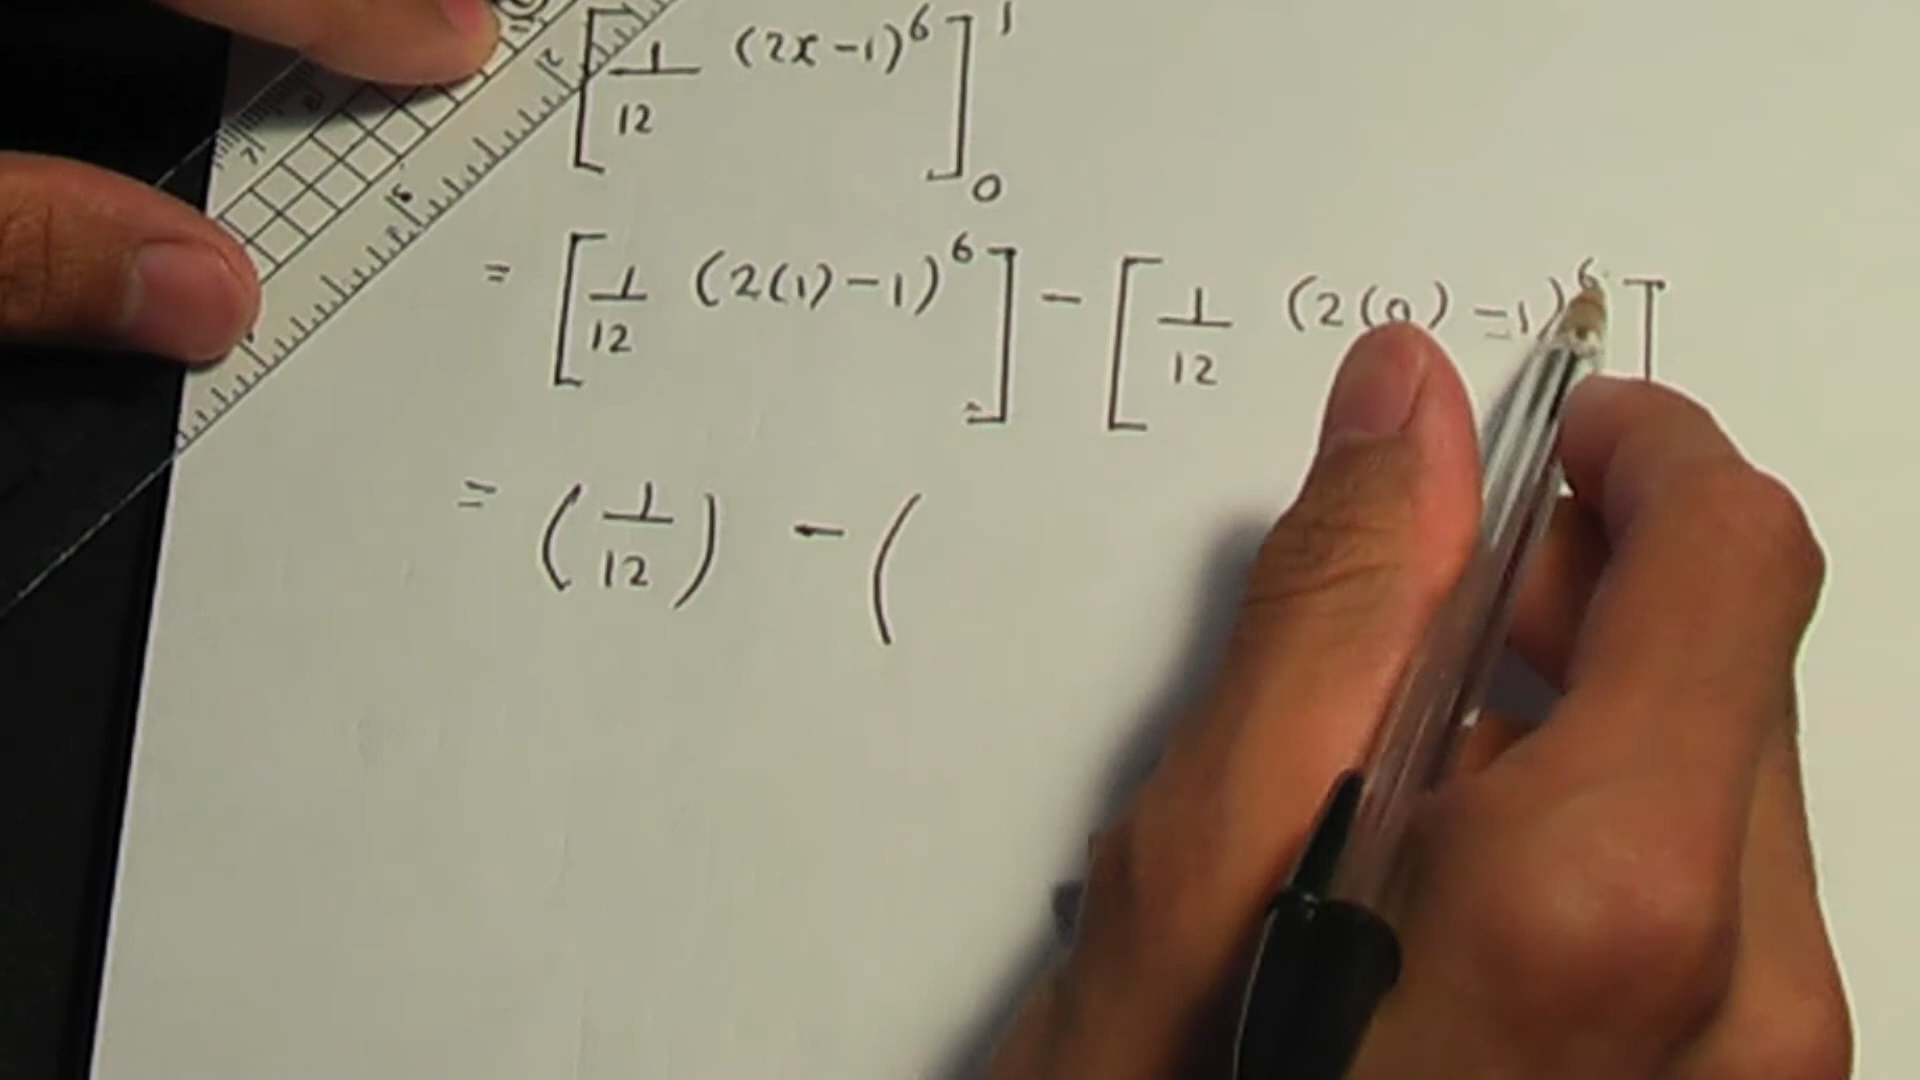 [1/12 (2x-1)^6]_0^1
= [1/12 (2(1)-1)^6] - [1/12 (2(0)-1)^6]
= (1/12) - (